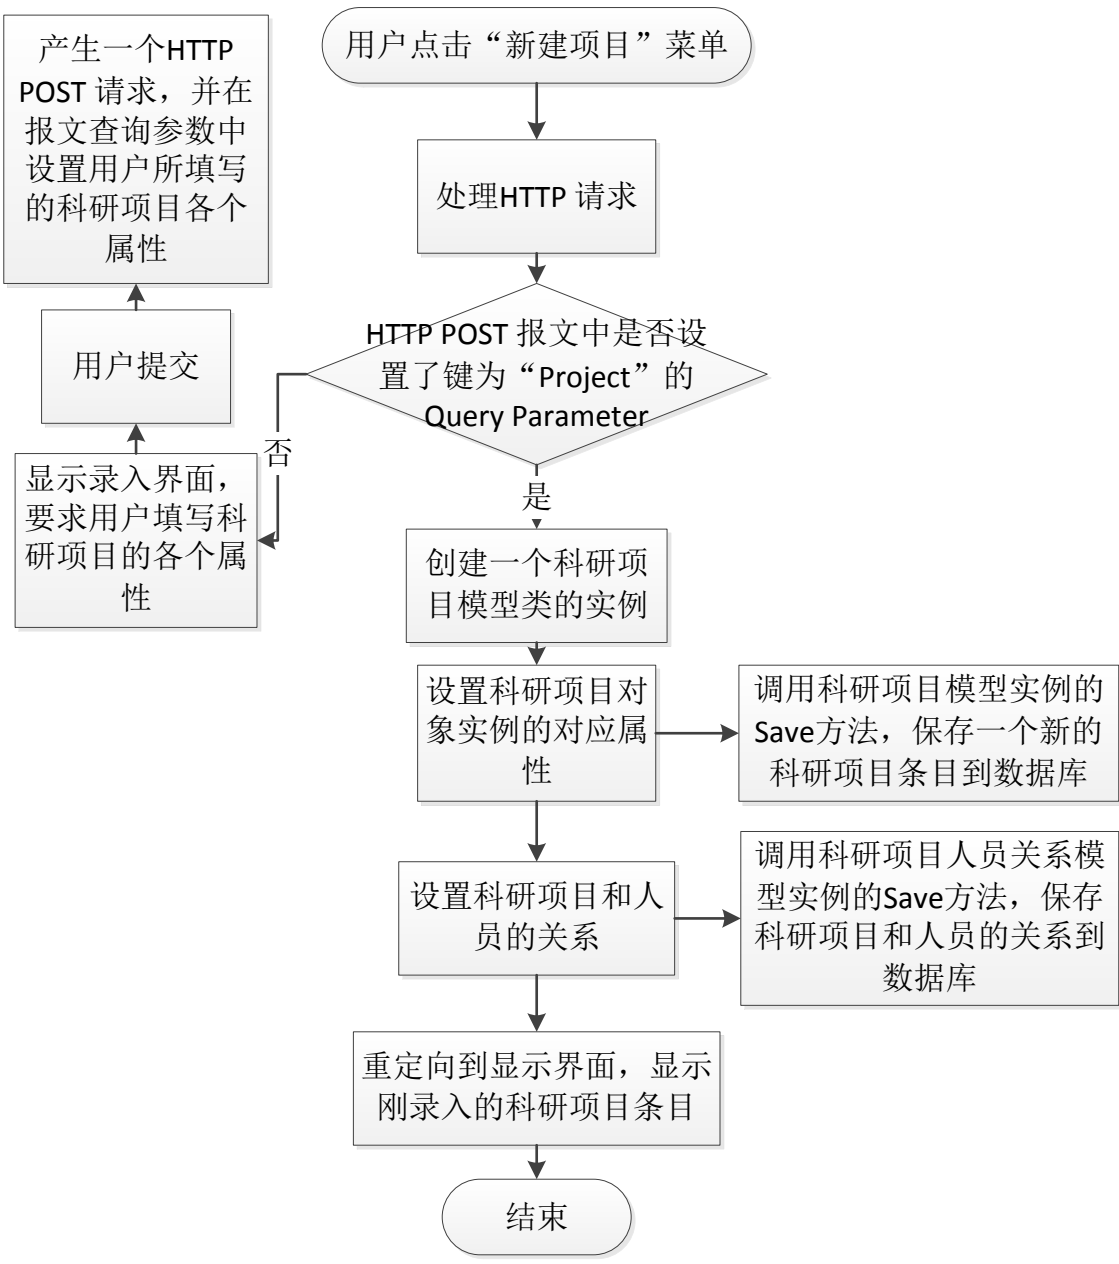 用户点击“新建项目”菜单
处理HTTP 请求
HTTP POST 报文中是否设
置了键为“Project”的
Query Parameter
否
显示录入界面，
要求用户填写科
研项目的各个属
性
用户提交
产生一个HTTP
POST 请求，并在
报文查询参数中
设置用户所填写
的科研项目各个
属性
是
创建一个科研项
目模型类的实例
设置科研项目对
象实例的对应属
性
调用科研项目模型实例的
Save方法，保存一个新的
科研项目条目到数据库
设置科研项目和人
员的关系
调用科研项目人员关系模
型实例的Save方法，保存
科研项目和人员的关系到
数据库
重定向到显示界面，显示
刚录入的科研项目条目
结束